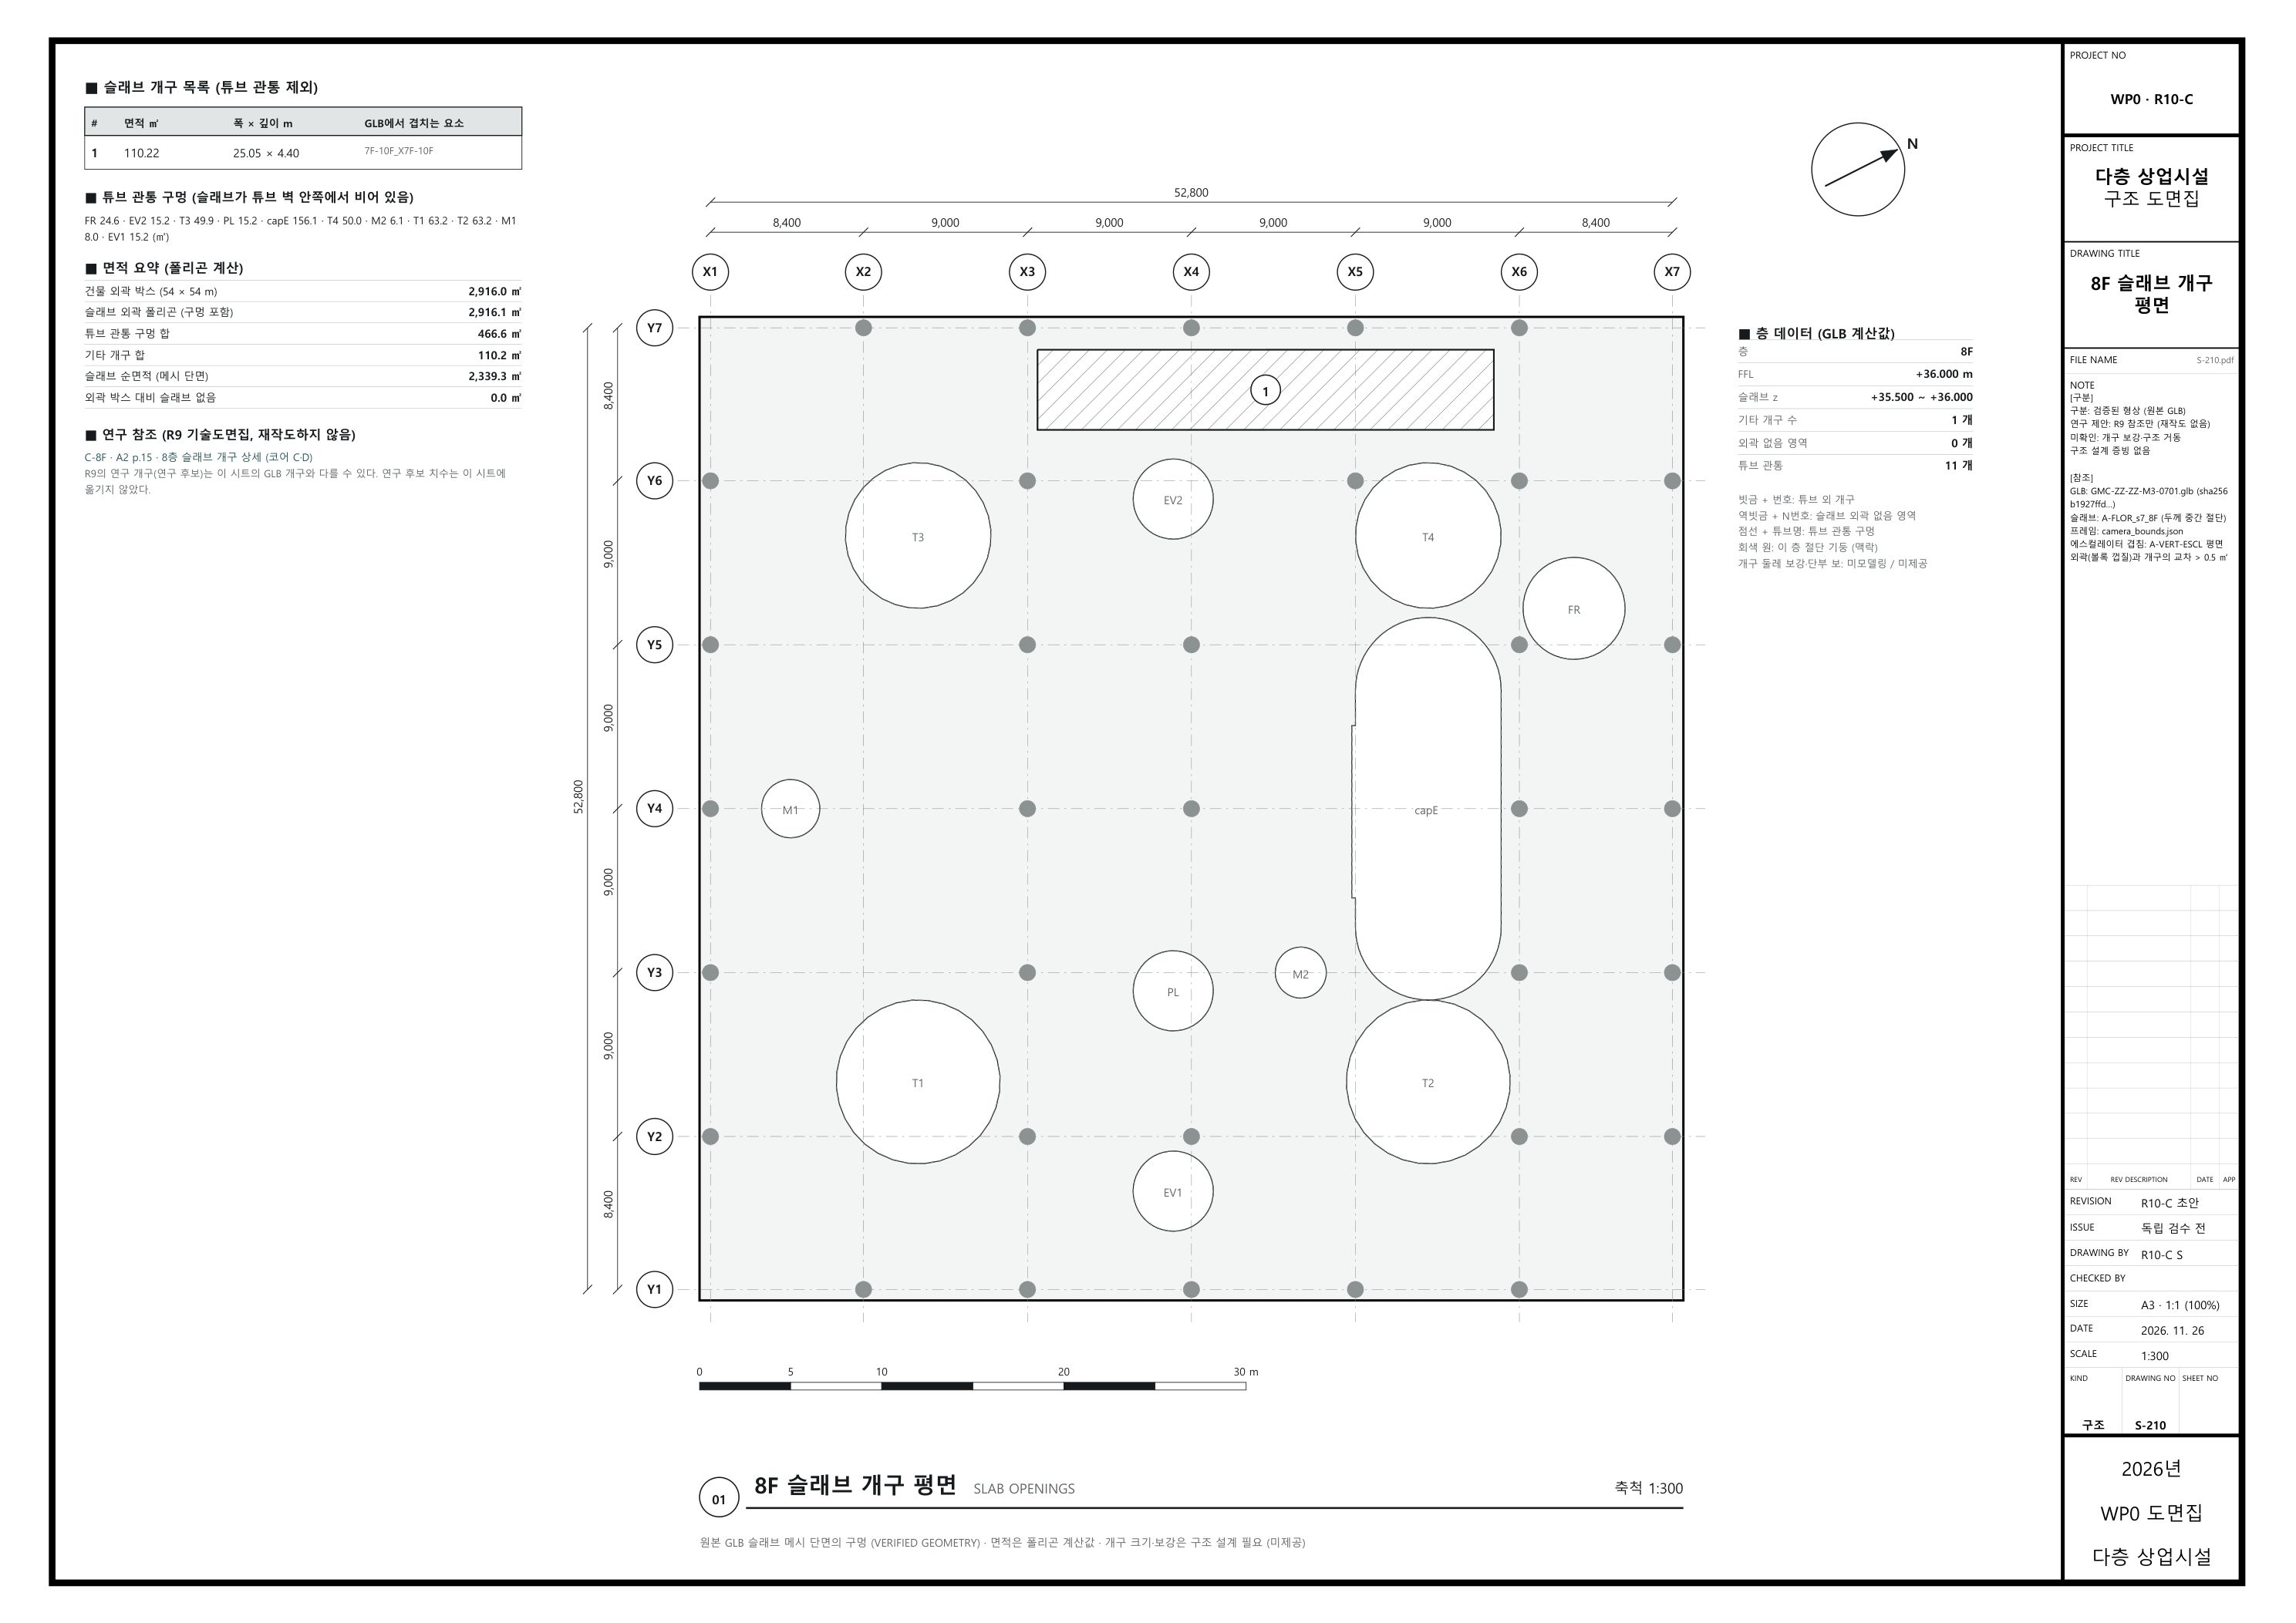 ■ 슬래브 개구 목록 (튜브 관통 제외)
# 면적 ㎡ 폭 × 깊이 m GLB에서 겹치는 요소
1 110.22 25.05 × 4.40 7F-10F_X7F-10F
■ 튜브 관통 구멍 (슬래브가 튜브 벽 안쪽에서 비어 있음)
FR 24.6 · EV2 15.2 · T3 49.9 · PL 15.2 · capE 156.1 · T4 50.0 · M2 6.1 · T1 63.2 · T2 63.2 · M1
8.0 · EV1 15.2 (㎡)
■ 면적 요약 (폴리곤 계산)
건물 외곽 박스 (54 × 54 m) 2,916.0 ㎡
슬래브 외곽 폴리곤 (구멍 포함) 2,916.1 ㎡
튜브 관통 구멍 합 466.6 ㎡
기타 개구 합 110.2 ㎡
슬래브 순면적 (메시 단면) 2,339.3 ㎡
외곽 박스 대비 슬래브 없음 0.0 ㎡
■ 연구 참조 (R9 기술도면집, 재작도하지 않음)
C-8F · A2 p.15 · 8층 슬래브 개구 상세 (코어 C·D)
R9의 연구 개구(연구 후보)는 이 시트의 GLB 개구와 다를 수 있다. 연구 후보 치수는 이 시트에
옮기지 않았다.
52,800
8,400 9,000 9,000 9,000 9,000 8,400
X1 X2 X3 X4 X5 X6 X7
Y7
8,400
1
Y6
EV2
T3
T4
9,000
FR
Y5
9,000
52,800
Y4
M1
capE
9,000
Y3
M2
PL
9,000
T1
T2
Y2
EV1
8,400
Y1
0 5 10 20 30 m
01
8F 슬래브 개구 평면 SLAB OPENINGS 축척 1:300
원본 GLB 슬래브 메시 단면의 구멍 (VERIFIED GEOMETRY) · 면적은 폴리곤 계산값 · 개구 크기·보강은 구조 설계 필요 (미제공)
N
■ 층 데이터 (GLB 계산값)
층 8F
FFL +36.000 m
슬래브 z +35.500 ~ +36.000
기타 개구 수 1 개
외곽 없음 영역 0 개
튜브 관통 11 개
빗금 + 번호: 튜브 외 개구
역빗금 + N번호: 슬래브 외곽 없음 영역
점선 + 튜브명: 튜브 관통 구멍
회색 원: 이 층 절단 기둥 (맥락)
개구 둘레 보강·단부 보: 미모델링 / 미제공
PROJECT NO
WP0 · R10-C
PROJECT TITLE
다층 상업시설
구조 도면집
DRAWING TITLE
8F 슬래브 개구
평면
FILE NAME S-210.pdf
NOTE
[구분]
구분: 검증된 형상 (원본 GLB)
연구 제안: R9 참조만 (재작도 없음)
미확인: 개구 보강·구조 거동
구조 설계 증빙 없음
[참조]
GLB: GMC-ZZ-ZZ-M3-0701.glb (sha256
b1927ffd…)
슬래브: A-FLOR_s7_8F (두께 중간 절단)
프레임: camera_bounds.json
에스컬레이터 겹침: A-VERT-ESCL 평면
외곽(볼록 껍질)과 개구의 교차 > 0.5 ㎡
REV REV DESCRIPTION DATE APP
REVISION R10-C 초안
ISSUE 독립 검수 전
DRAWING BY R10-C S
CHECKED BY
SIZE A3 · 1:1 (100%)
DATE 2026. 11. 26
SCALE 1:300
KIND DRAWING NO SHEET NO
구조 S-210
2026년
WP0 도면집
다층 상업시설